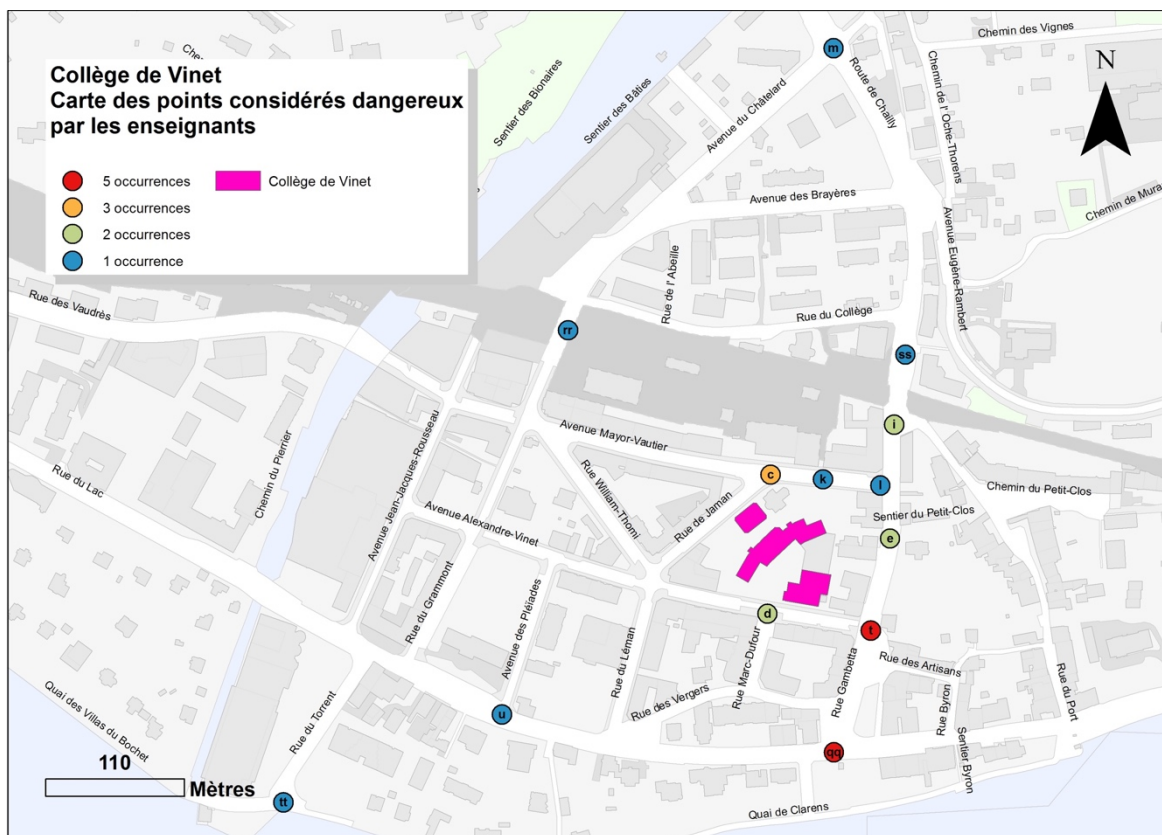 Collège de Vinet
Carte des points considérés dangereux
par les enseignants
5 occurrences
Collège de Vinet
3 occurrences
2 occurrences
1 occurrence
N
110
Mètres
Chemin des Vignes
Chemin de l' Oche-Thorens
Route de Chailly
m
Sentier des Bionaires
Sentier des Bâties
Avenue du Châtelard
Avenue des Brayères
Chemin de Mura
Avenue Eugène-Rambert
Rue de l' Abeille
Rue du Collège
Rue des Vaudrès
rr
ss
i
Avenue Mayor-Vautier
c
k
l
Chemin du Petit-Clos
Sentier du Petit-Clos
e
Rue William-Thomi
Rue de Jaman
Avenue Jean-Jacques-Rousseau
Chemin du Pierrier
Rue du Lac
Avenue Alexandre-Vinet
Rue du Grammont
Avenue des Pléïades
Rue du Léman
d
t
Rue Marc-Dufour
Rue Gambetta
Rue des Artisans
Rue des Vergers
Rue Byron
Sentier Byron
Rue du Port
Quai des Villas du Bochet
Rue du Torrent
u
qq
tt
Quai de Clarens